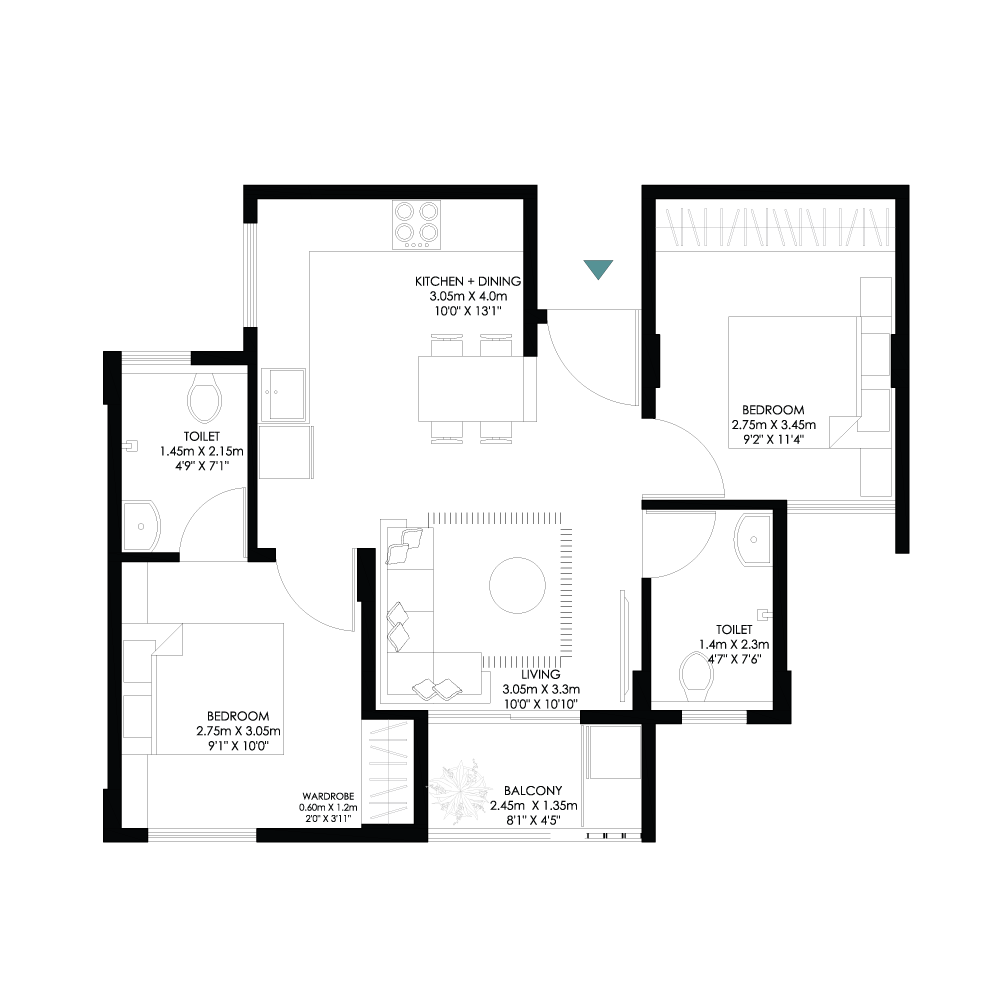 KITCHEN + DINING
3.05m X 4.0m
10'0" X 13'1"
BEDROOM
2.75m X 3.45m
9'2" X 11'4"
TOILET
1.45m X 2.15m
4'9" X 7'1"
TOILET
1.4m X 2.3m
4'7" X 7'6"
LIVING
3.05m X 3.3m
10'0" X 10'10"
BEDROOM
2.75m X 3.05m
9'1" X 10'0"
WARDROBE
0.60m X 1.2m
2'0" X 3'11"
BALCONY
2.45m X 1.35m
8'1" X 4'5"